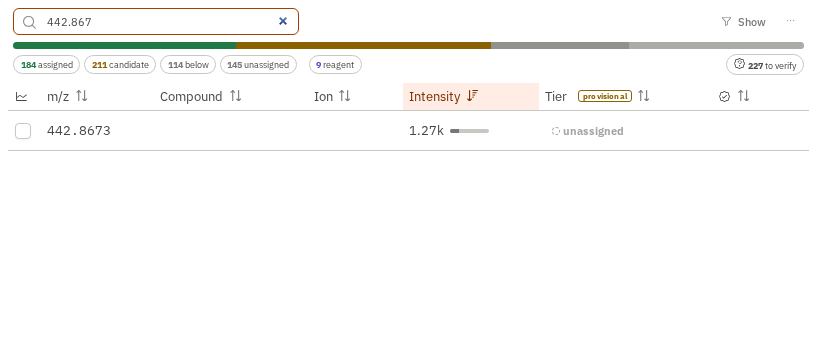 442.867
Show
184 assigned 211 candidate 114 below 145 unassigned 9 reagent 227 to verify
m/z Compound Ion Intensity Tier provisional
442.8673 1.27k unassigned